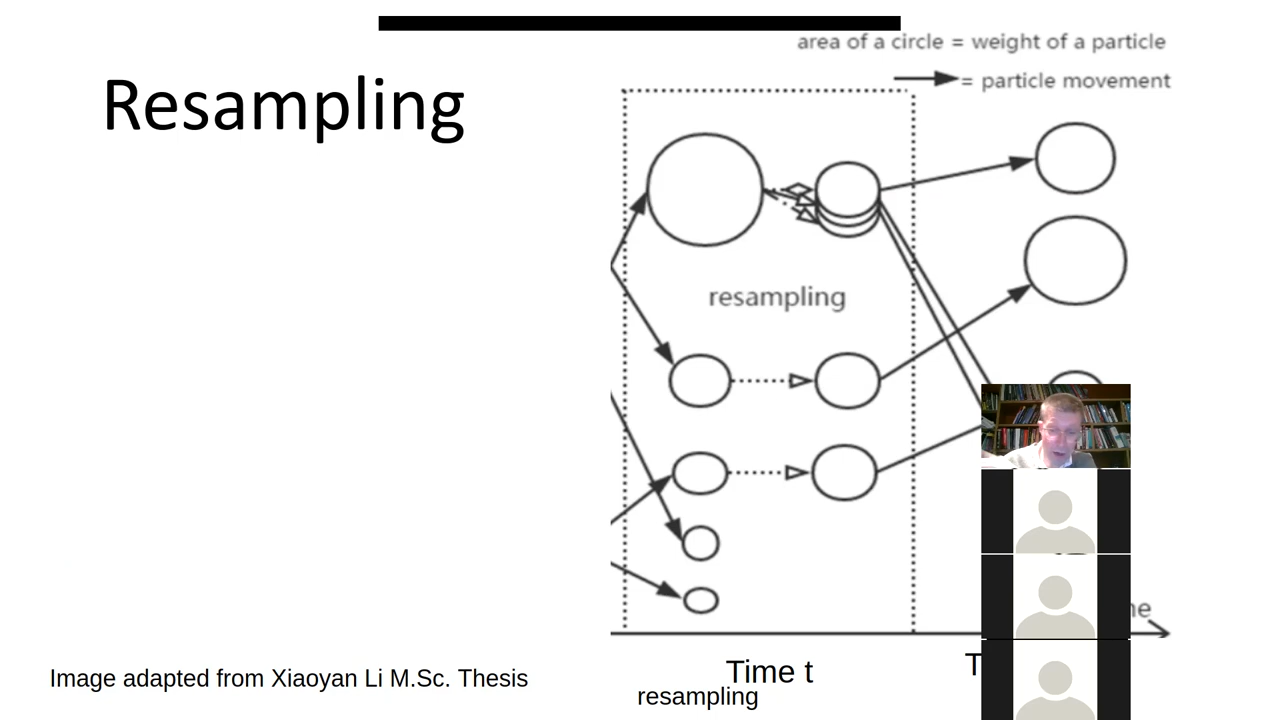 area of a circle = weight of a particle
= particle movement
Resampling
resampling
Time t
resampling
Image adapted from Xiaoyan Li M.Sc. Thesis